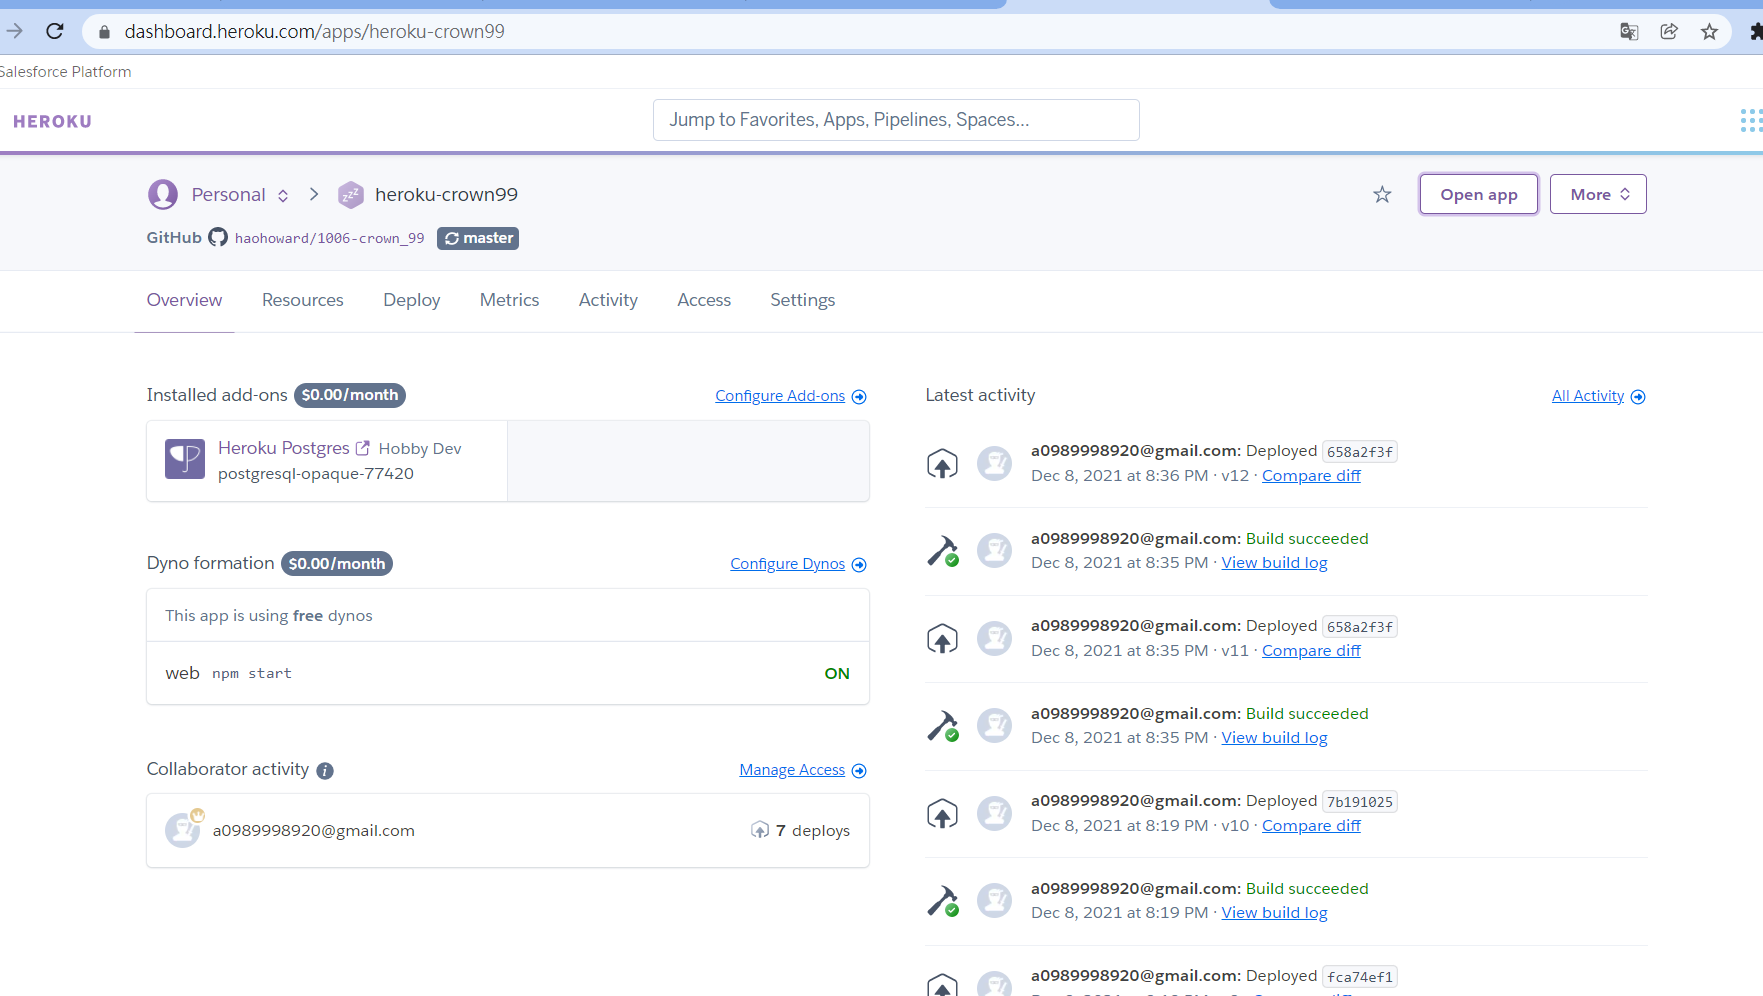 dashboard.heroku.com/apps/heroku-crown99
Salesforce Platform
HEROKU
Jump to Favorites, Apps, Pipelines, Spaces...
Personal
heroku-crown99
Open app
More
GitHub haohoward/1006-crown_99 master
Overview Resources Deploy Metrics Activity Access Settings
Installed add-ons $0.00/month Configure Add-ons
Heroku Postgres Hobby Dev
postgresql-opaque-77420
Dyno formation $0.00/month Configure Dynos
This app is using free dynos
web npm start ON
Collaborator activity i Manage Access
a0989998920@gmail.com 7 deploys
Latest activity All Activity
a0989998920@gmail.com: Deployed 658a2f3f
Dec 8, 2021 at 8:36 PM · v12 · Compare diff
a0989998920@gmail.com: Build succeeded
Dec 8, 2021 at 8:35 PM · View build log
a0989998920@gmail.com: Deployed 658a2f3f
Dec 8, 2021 at 8:35 PM · v11 · Compare diff
a0989998920@gmail.com: Build succeeded
Dec 8, 2021 at 8:35 PM · View build log
a0989998920@gmail.com: Deployed 7b191025
Dec 8, 2021 at 8:19 PM · v10 · Compare diff
a0989998920@gmail.com: Build succeeded
Dec 8, 2021 at 8:19 PM · View build log
a0989998920@gmail.com: Deployed fca74ef1